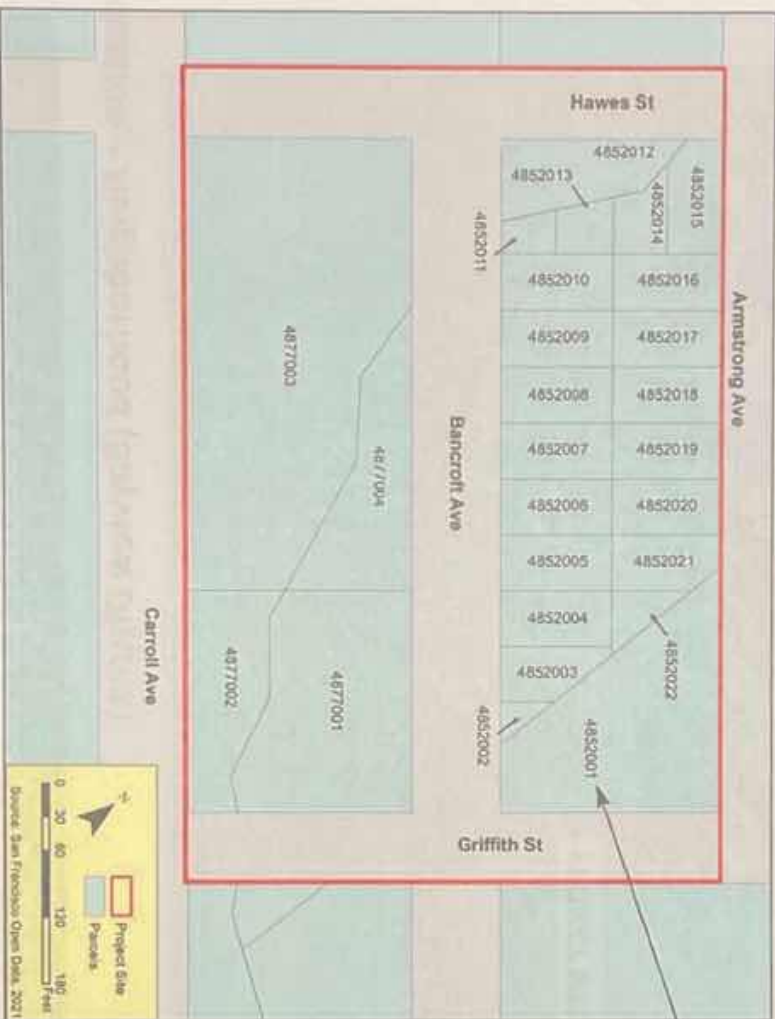 Hawes St
4852012
4852013
4852015
4852014
4852011
4852010
4852016
Armstrong Ave
4852009
4852017
4877003
4852008
4852018
4852007
4852019
Bancroft Ave
4877004
4852006
4852020
4852005
4852021
4852004
Carroll Ave
4877002
4877001
4852003
4852022
4852002
4852001
Griffith St
N
Project Site
Parcels
0 30 60 120 180
Feet
Source: San Francisco Open Data, 2021